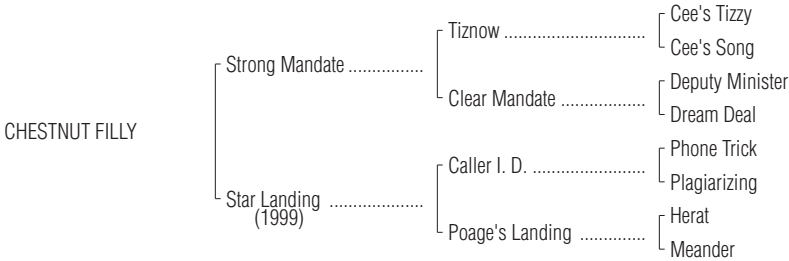 Cee's Tizzy
Tiznow ..............................
Cee's Song
Strong Mandate ................
Deputy Minister
Clear Mandate ..................
Dream Deal
CHESTNUT FILLY
Phone Trick
Caller I. D. ........................
Plagiarizing
Star Landing ....................
(1999)
Herat
Poage's Landing ..............
Meander